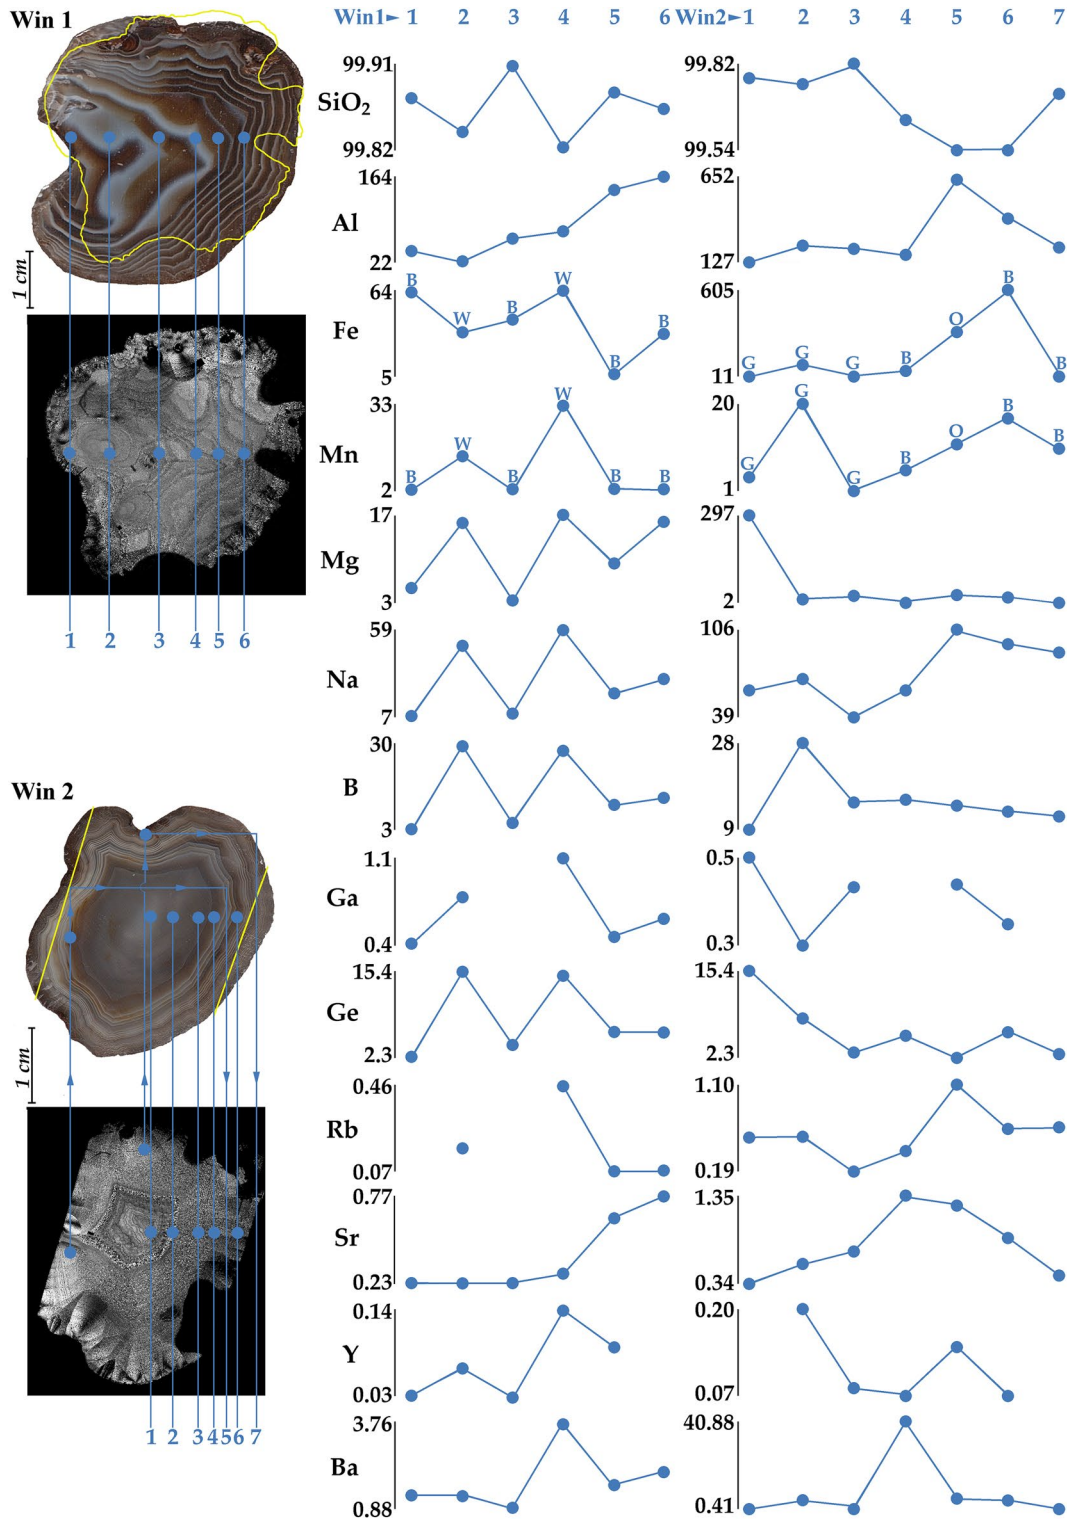 Win 1
Win1► 1 2 3 4 5 6 Win2► 1 2 3 4 5 6 7
SiO₂ 99.91 99.82
99.82 99.54
Al 164 652
22 127
1 cm
Fe 64 605
5 11
B W B W B B
G G G B O B B
Mn 33 20
2 1
B W B W B B
G G G B O B B
Mg 17 297
3 2
1 2 3 4 5 6
Na 59 106
7 39
Win 2
B 30 28
3 9
Ga 1.1 0.5
0.4 0.3
Ge 15.4 15.4
2.3 2.3
1 cm
Rb 0.46 1.10
0.07 0.19
Sr 0.77 1.35
0.23 0.34
Y 0.14 0.20
0.03 0.07
Ba 3.76 40.88
0.88 0.41
1 2 3 4 5 6 7